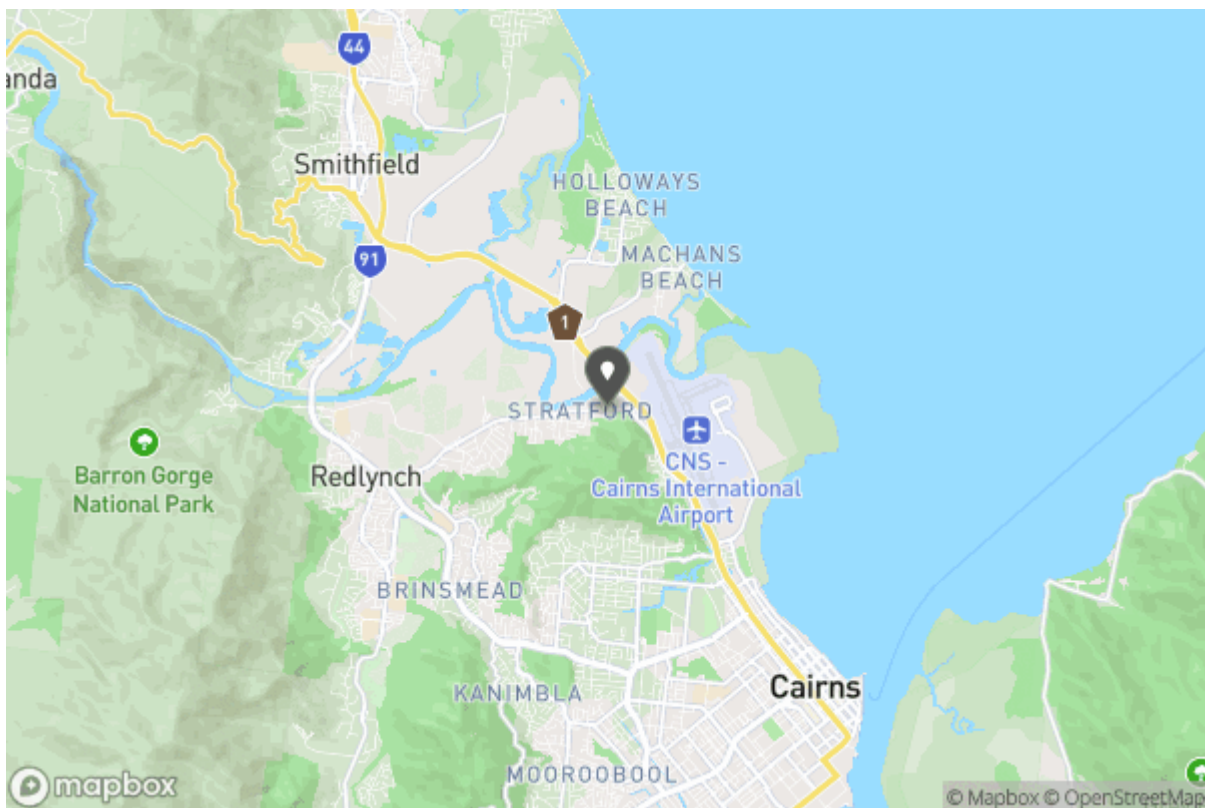 44
anda
Smithfield
HOLLOWAYS
BEACH
MACHANS
BEACH
91
1
STRATFORD
CNS -
Cairns International
Airport
Barron Gorge
National Park
Redlynch
BRINSMEAD
KANIMBLA
Cairns
MOOROOBOOL
mapbox
© Mapbox © OpenStreetMap